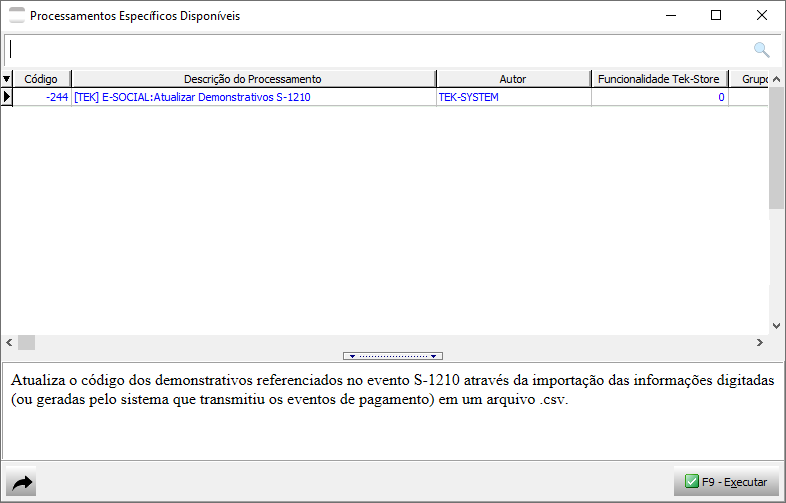 Processamentos Específicos Disponíveis
Código Descrição do Processamento Autor Funcionalidade Tek-Store Grupo
-244 [TEK] E-SOCIAL:Atualizar Demonstrativos S-1210 TEK-SYSTEM 0
Atualiza o código dos demonstrativos referenciados no evento S-1210 através da importação das informações digitadas
(ou geradas pelo sistema que transmitiu os eventos de pagamento) em um arquivo .csv.
F9 - Executar